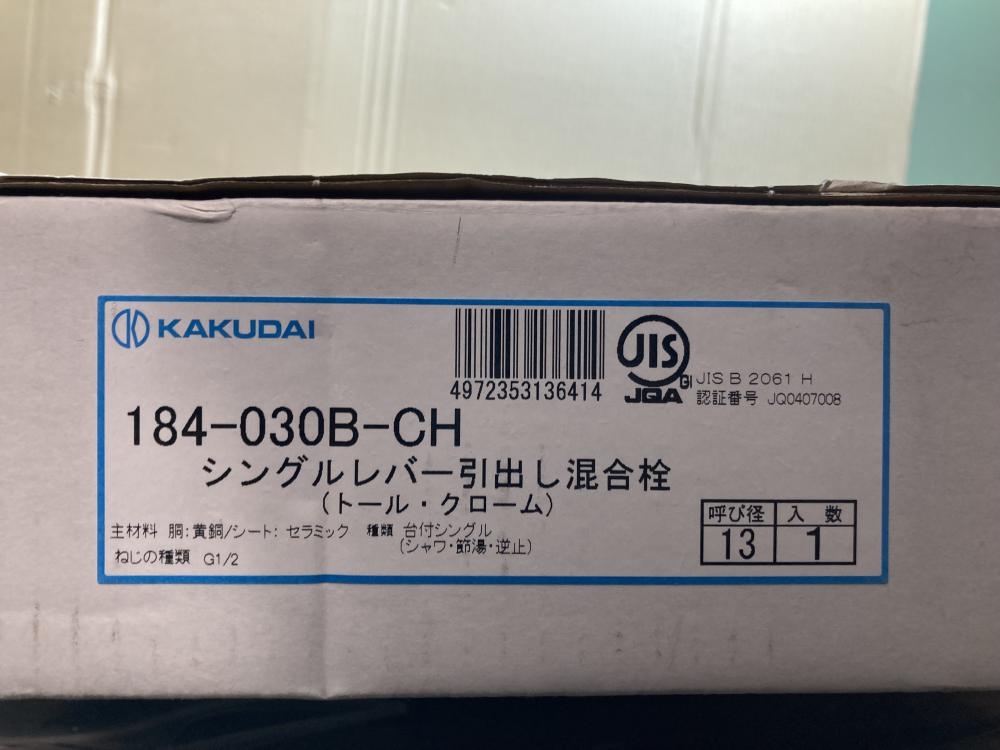 KAKUDAI
4972353136414
JIS
JQA
GI
JIS B 2061 H
認証番号 JQ0407008
184-030B-CH
シングルレバー引出し混合栓
(トール・クローム)
主材料 胴:黄銅/シート: セラミック 種類 台付シングル
(シャワ・節湯・逆止)
ねじの種類 G1/2
呼び径 入数
13 1